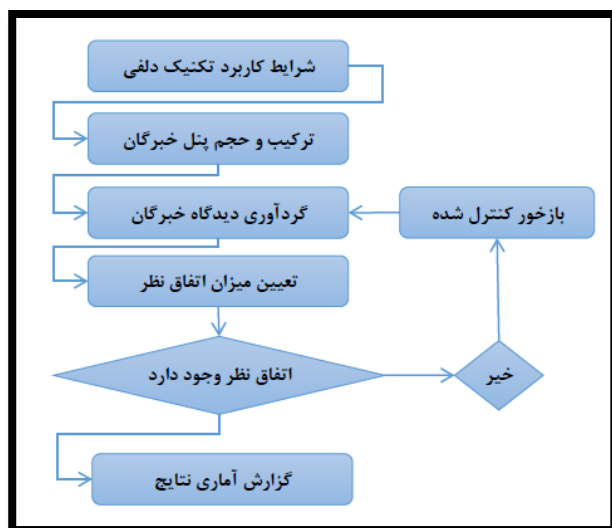 شرایط کاربرد تکنیک دلفی
ترکیب و حجم پنل خبرگان
گردآوری دیدگاه خبرگان
بازخور کنترل شده
تعیین میزان اتفاق نظر
اتفاق نظر وجود دارد
خیر
گزارش آماری نتایج